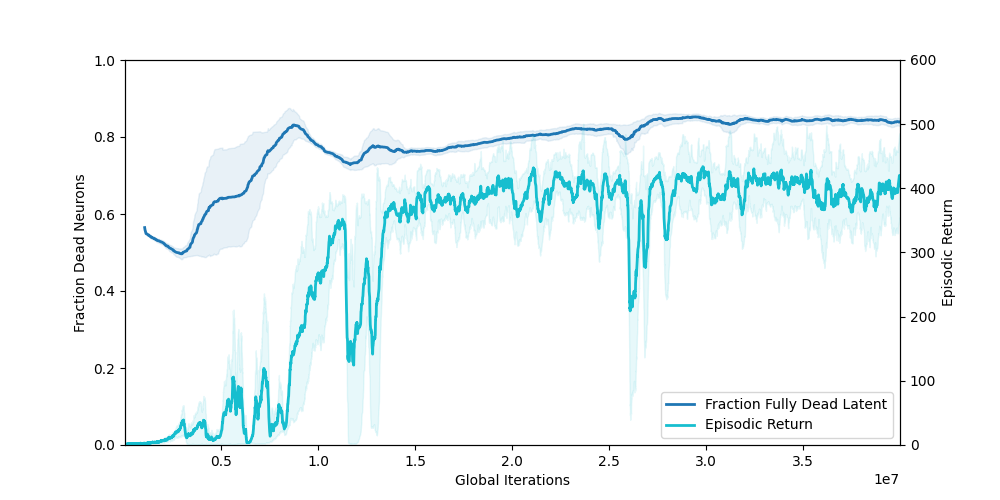 1.0
0.8
0.6
0.4
0.2
0.0
Fraction Dead Neurons
600
500
400
300
200
100
0
Episodic Return
Fraction Fully Dead Latent
Episodic Return
0.5 1.0 1.5 2.0 2.5 3.0 3.5
1e7
Global Iterations